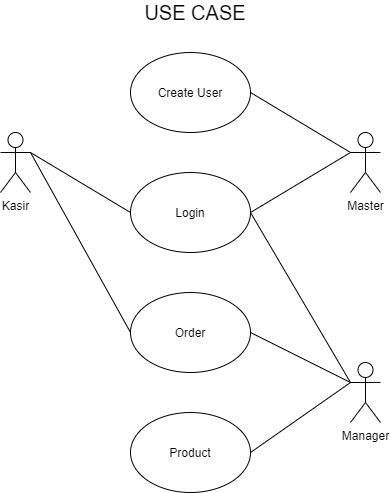 USE CASE
Create User
Kasir
Login
Master
Order
Manager
Product